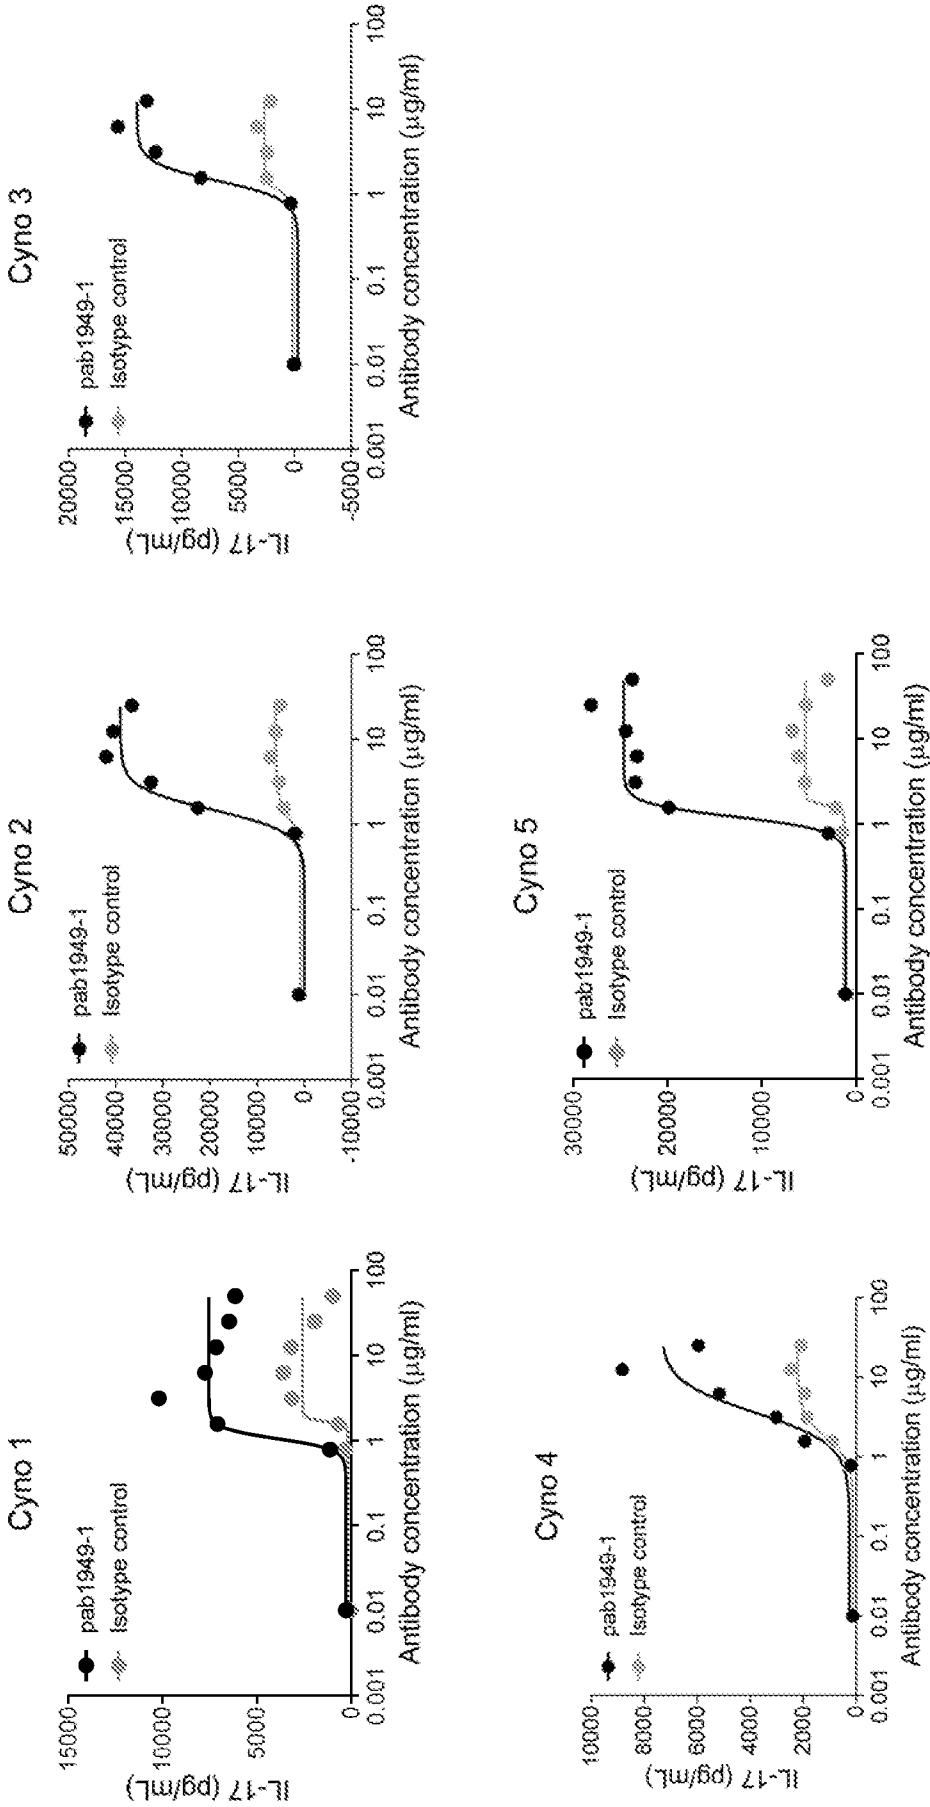 Cyno 1
pab1949-1
Isotype control
IL-17 (pg/mL)
15000
10000
5000
0
0.001
0.01
0.1
1
10
100
Antibody concentration (µg/ml)
Cyno 2
pab1949-1
Isotype control
IL-17 (pg/mL)
50000
40000
30000
20000
10000
0
-10000
0.001
0.01
0.1
1
10
100
Antibody concentration (µg/ml)
Cyno 3
pab1949-1
Isotype control
IL-17 (pg/mL)
20000
15000
10000
5000
0
-5000
0.001
0.01
0.1
1
10
100
Antibody concentration (µg/ml)
Cyno 4
pab1949-1
Isotype control
IL-17 (pg/mL)
10000
8000
6000
4000
2000
0
0.001
0.01
0.1
1
10
100
Antibody concentration (µg/ml)
Cyno 5
pab1949-1
Isotype control
IL-17 (pg/mL)
30000
20000
10000
0
0.001
0.01
0.1
1
10
100
Antibody concentration (µg/ml)